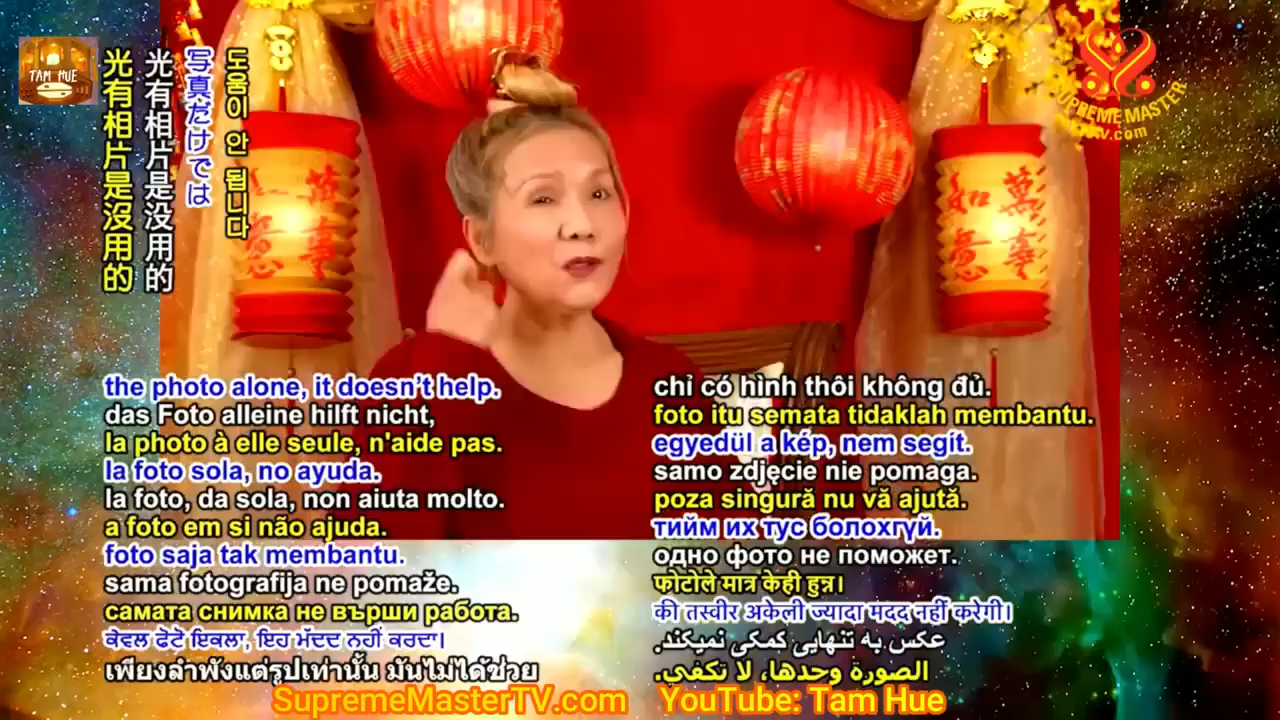 TAM HUE
光有相片是沒用的
光有相片是没用的
写真だけでは
도움이 안 됩니다
SUPREME MASTER
TV.com
萬事
如意
the photo alone, it doesn't help.
das Foto alleine hilft nicht,
la photo à elle seule, n'aide pas.
la foto sola, no ayuda.
la foto, da sola, non aiuta molto.
a foto em si não ajuda.
foto saja tak membantu.
sama fotografija ne pomaže.
самата снимка не върши работа.
ਕੇਵਲ ਫੋਟੋ ਇਕਲਾ, ਇਹ ਮੱਦਦ ਨਹੀਂ ਕਰਦਾ।
เพียงลำพังแต่รูปเท่านั้น มันไม่ได้ช่วย
chỉ có hình thôi không đủ.
foto itu semata tidaklah membantu.
egyedül a kép, nem segít.
samo zdjęcie nie pomaga.
poza singură nu vă ajută.
тийм их тус болохгүй.
одно фото не поможет.
फोटोले मात्र केही हुन्न।
की तस्वीर अकेली ज्यादा मदद नहीं करेगी।
عکس به تنهایی کمکی نمیکند.
الصورة وحدها، لا تكفي.
SupremeMasterTV.com
YouTube: Tam Hue